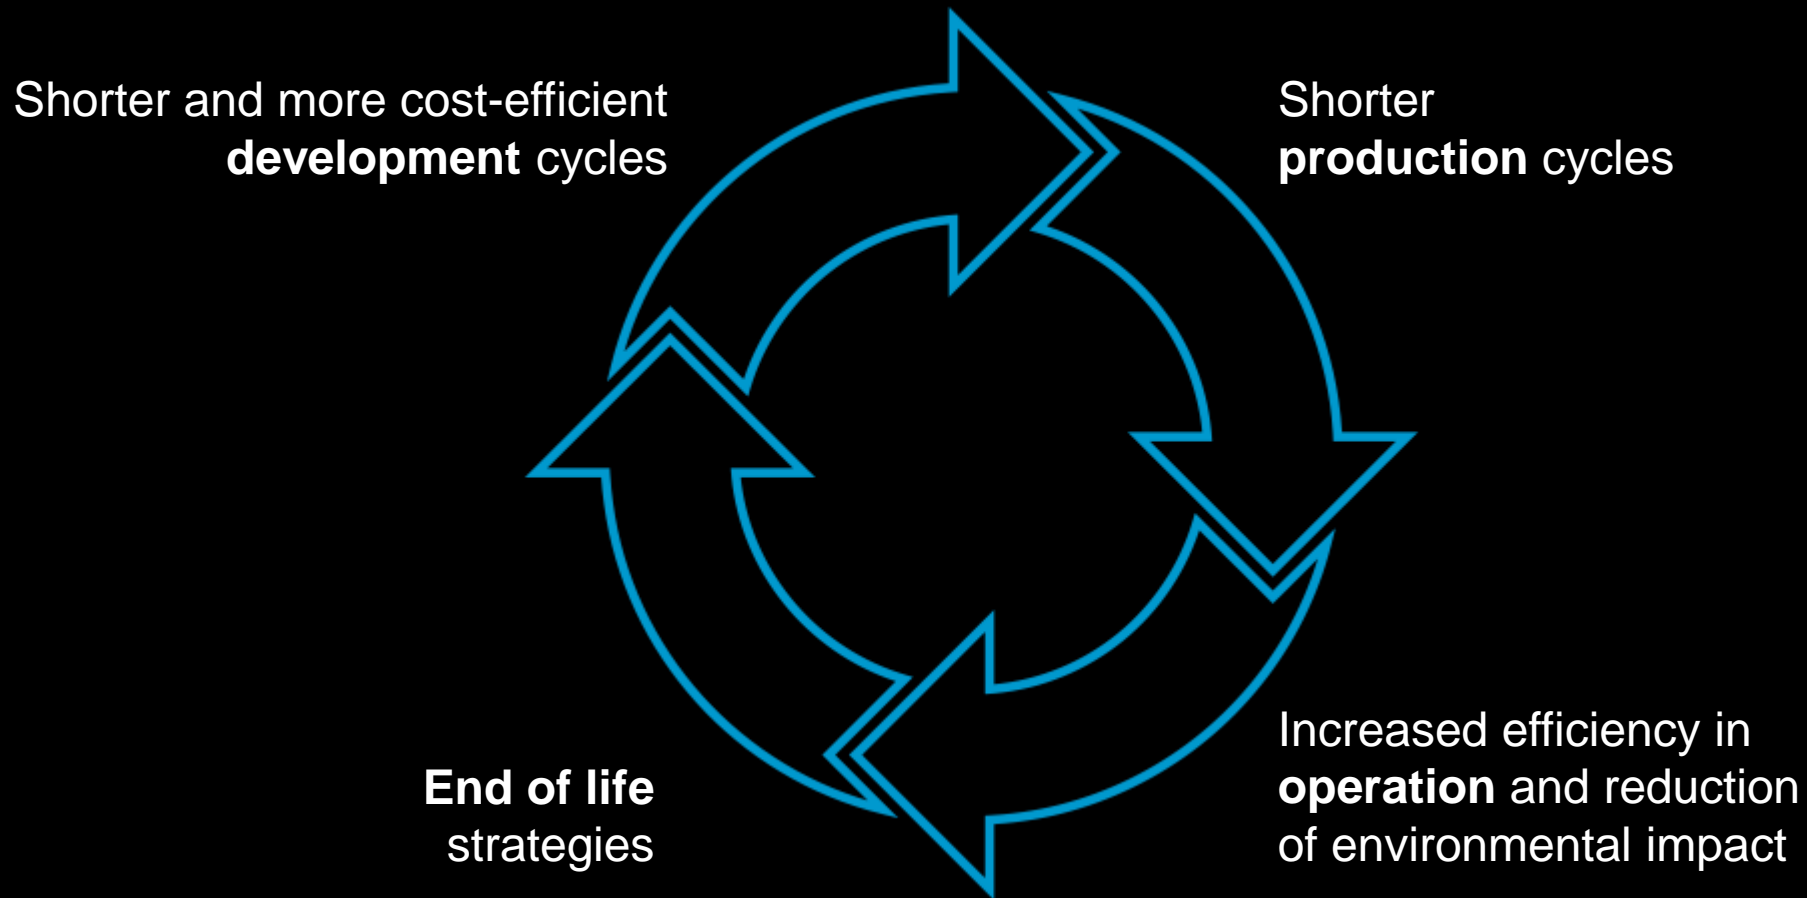 Shorter and more cost-efficient
development cycles
Shorter
production cycles
Increased efficiency in
operation and reduction
of environmental impact
End of life
strategies